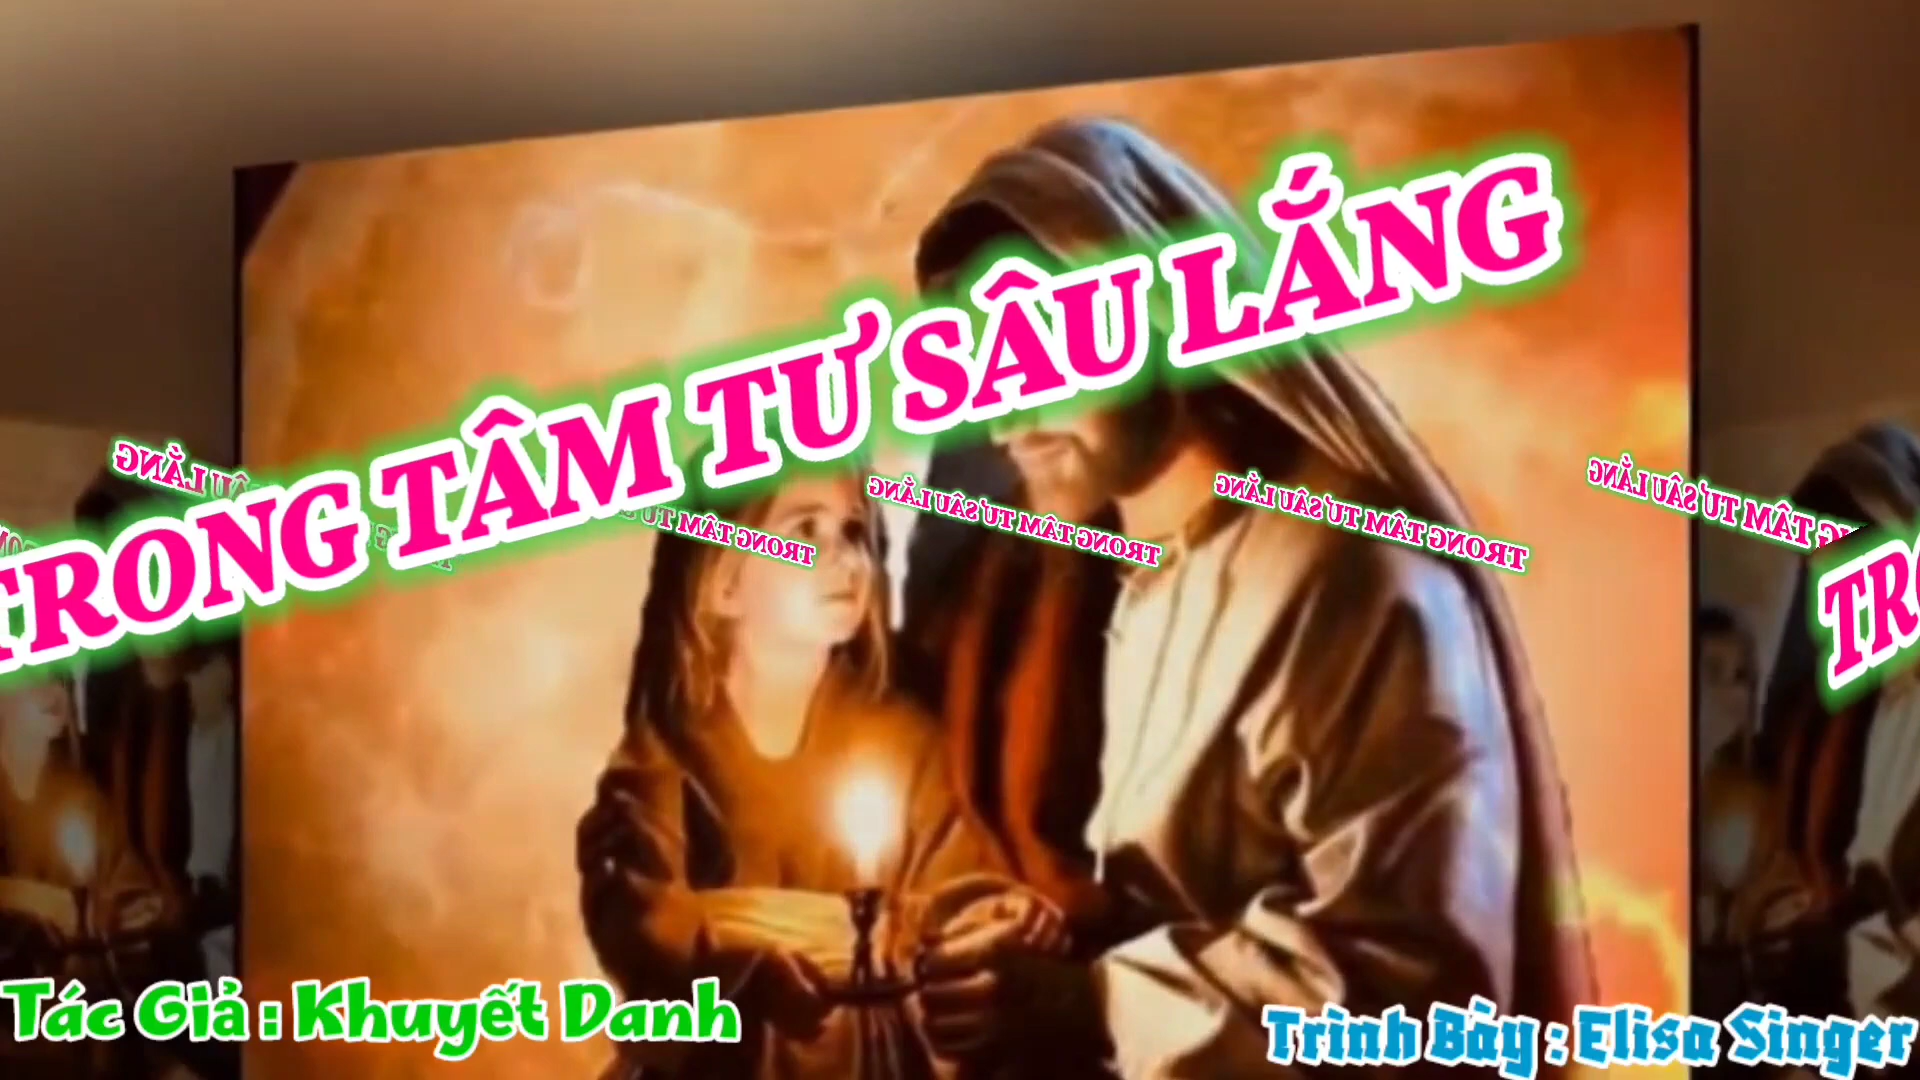 TRONG TÂM TƯ SÂU LẮNG
TRONG TÂM TƯ SÂU LẮNG
TRONG TÂM TƯ SÂU LẮNG
Tác Giả : Khuyết Danh
Trình Bày : Elisa Singer